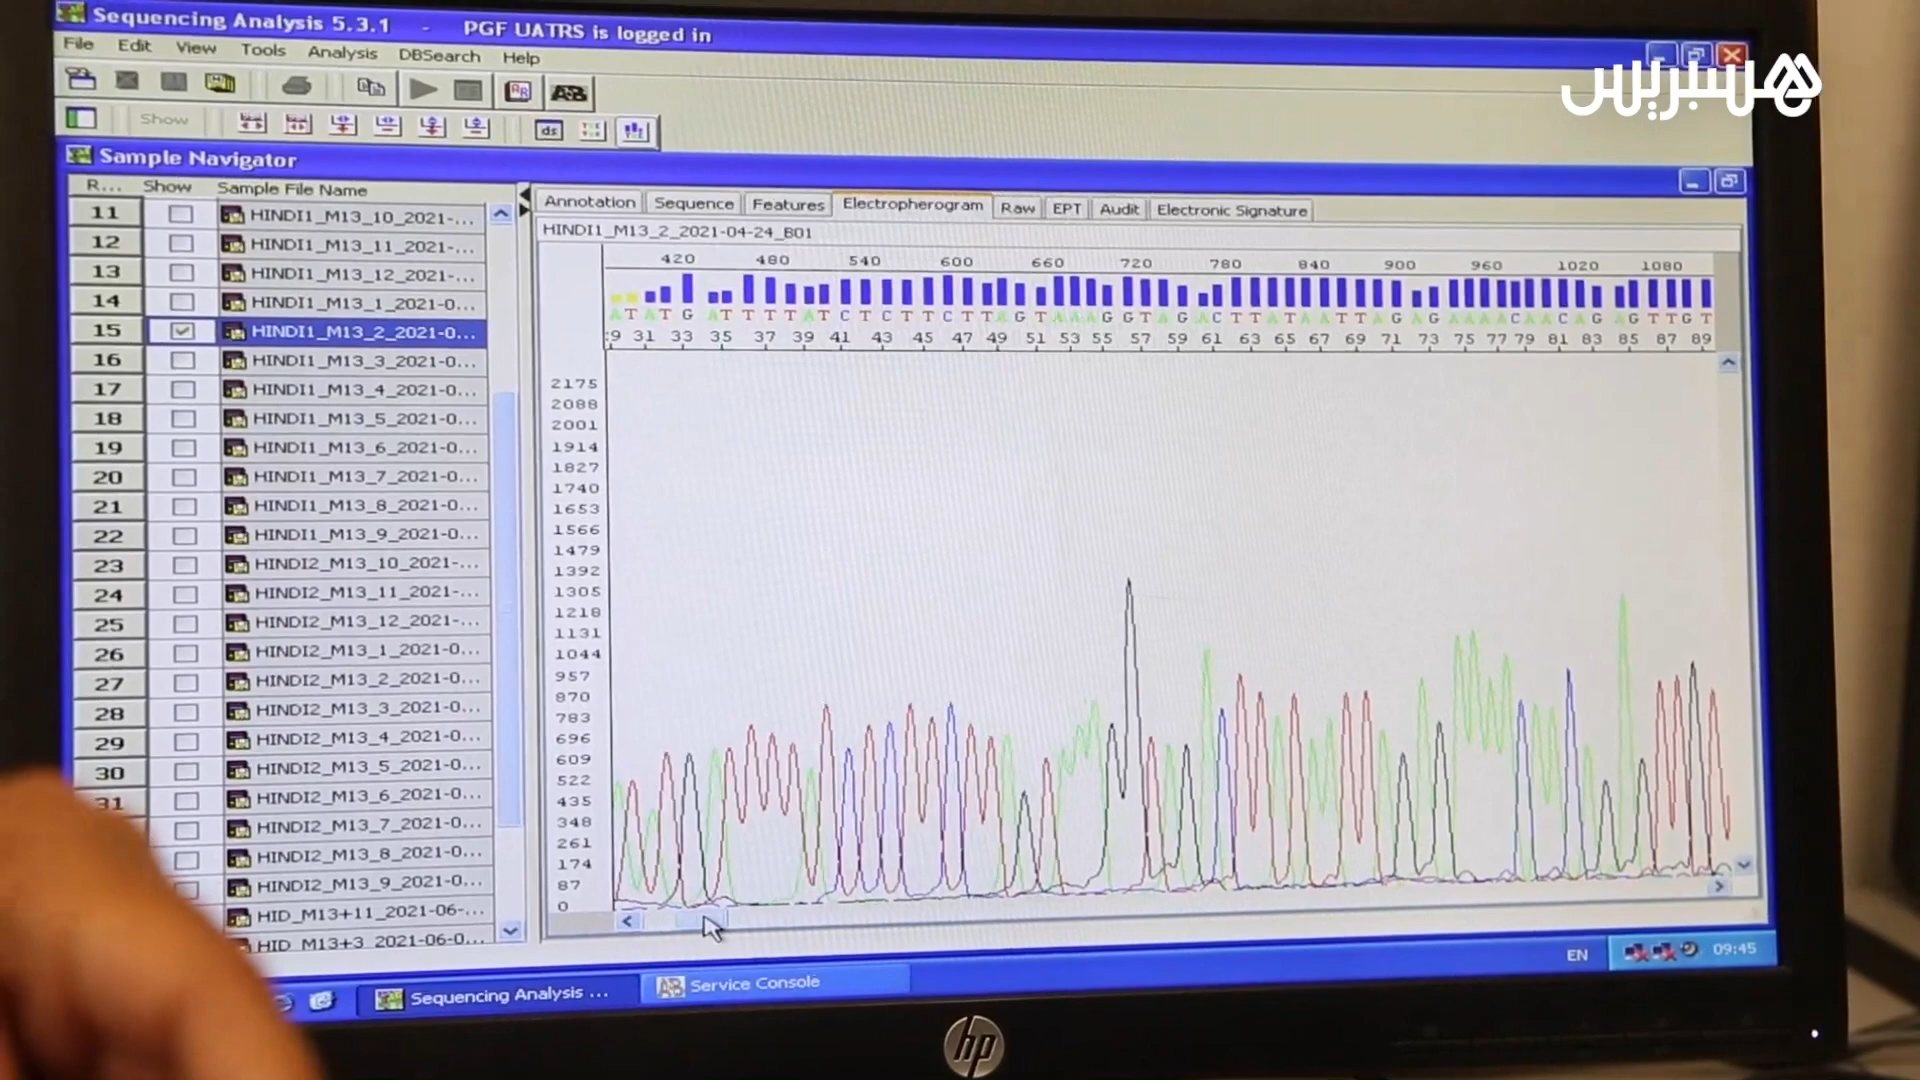 Sequencing Analysis 5.3.1 - PGF UATRS is logged in
File Edit View Tools Analysis DBSearch Help
هسبريس
Show
ds
Sample Navigator
R... Show Sample File Name
11 HINDI1_M13_10_2021-...
12 HINDI1_M13_11_2021-...
13 HINDI1_M13_12_2021-...
14 HINDI1_M13_1_2021-0...
15 HINDI1_M13_2_2021-0...
16 HINDI1_M13_3_2021-0...
17 HINDI1_M13_4_2021-0...
18 HINDI1_M13_5_2021-0...
19 HINDI1_M13_6_2021-0...
20 HINDI1_M13_7_2021-0...
21 HINDI1_M13_8_2021-0...
22 HINDI1_M13_9_2021-0...
23 HINDI2_M13_10_2021-...
24 HINDI2_M13_11_2021-...
25 HINDI2_M13_12_2021-...
26 HINDI2_M13_1_2021-0...
27 HINDI2_M13_2_2021-0...
28 HINDI2_M13_3_2021-0...
29 HINDI2_M13_4_2021-0...
30 HINDI2_M13_5_2021-0...
31 HINDI2_M13_6_2021-0...
HINDI2_M13_7_2021-0...
HINDI2_M13_8_2021-0...
HINDI2_M13_9_2021-0...
HID_M13+11_2021-06-...
HID_M13+3_2021-06-0...
Annotation Sequence Features Electropherogram Raw EPT Audit Electronic Signature
HINDI1_M13_2_2021-04-24_B01
420 480 540 600 660 720 780 840 900 960 1020 1080
A T A T G A T T T T A T C T C T T C T T A G T A A A G G T A G A C T T A T A A T T A G A G A A A A C A A C A G A G T T G T
:9 31 33 35 37 39 41 43 45 47 49 51 53 55 57 59 61 63 65 67 69 71 73 75 77 79 81 83 85 87 89
2175
2088
2001
1914
1827
1740
1653
1566
1479
1392
1305
1218
1131
1044
957
870
783
696
609
522
435
348
261
174
87
0
Sequencing Analysis ... Service Console EN 09:45
hp